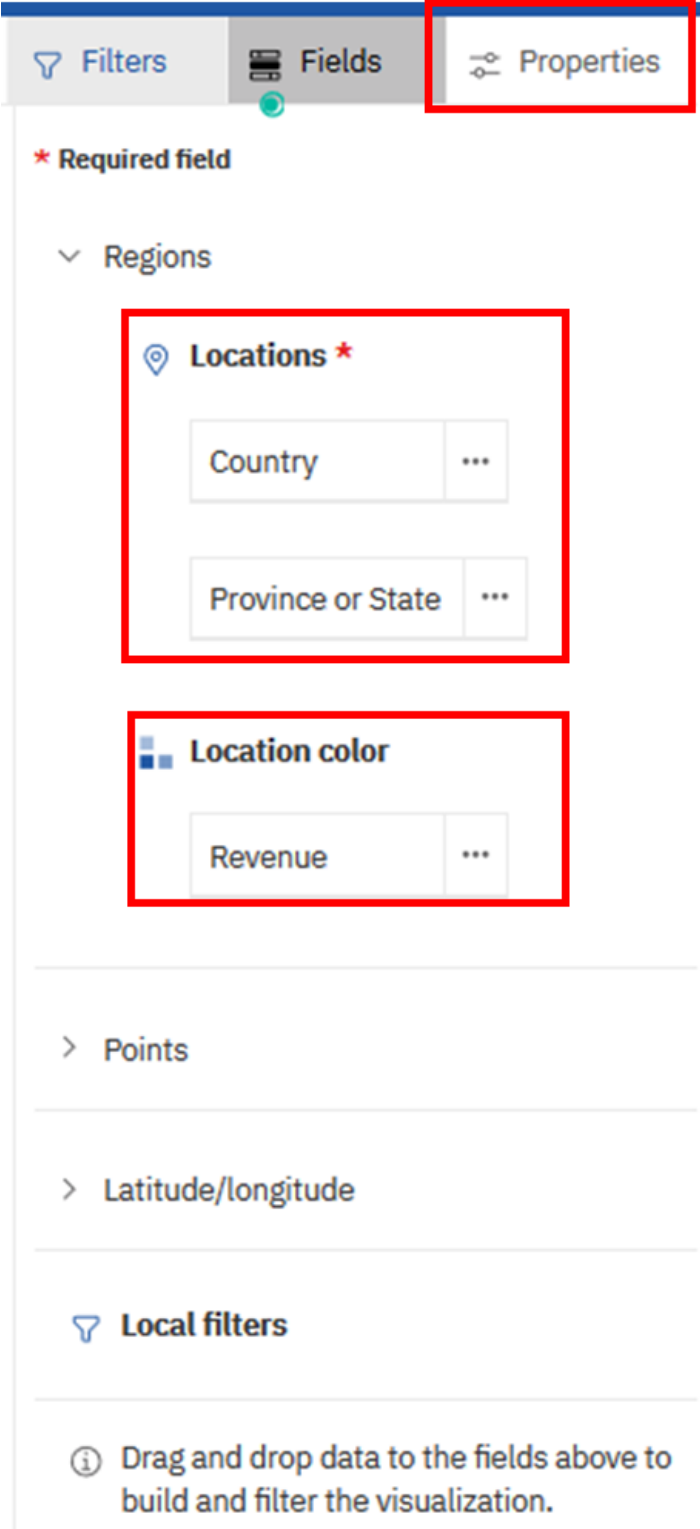 Filters Fields Properties
* Required field
Regions
Locations *
Country ...
Province or State ...
Location color
Revenue ...
Points
Latitude/longitude
Local filters
Drag and drop data to the fields above to
build and filter the visualization.